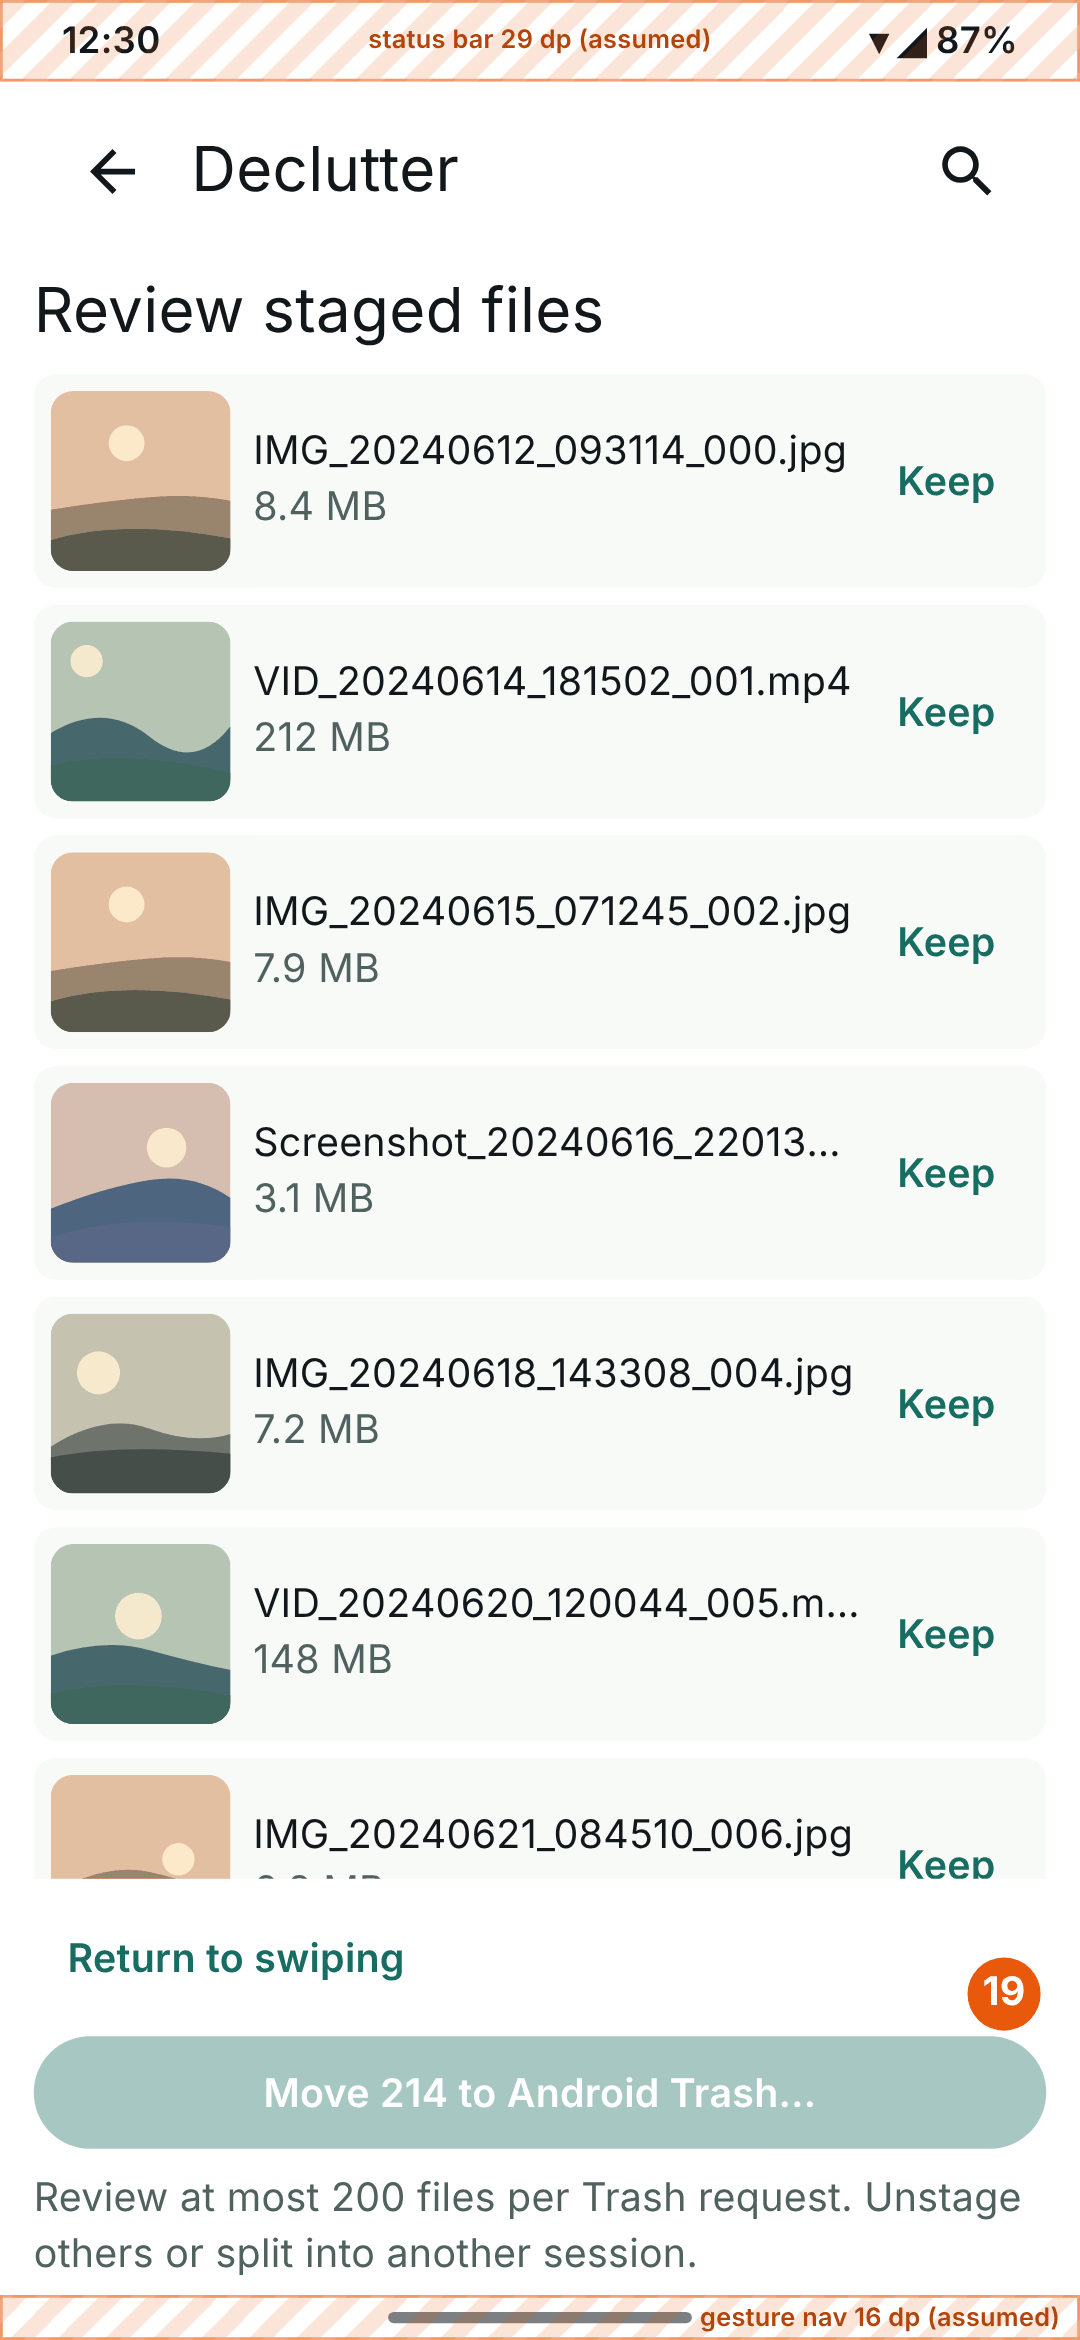 12:30
status bar 29 dp (assumed)
87%
Declutter
Review staged files
IMG_20240612_093114_000.jpg
8.4 MB
Keep
VID_20240614_181502_001.mp4
212 MB
Keep
IMG_20240615_071245_002.jpg
7.9 MB
Keep
Screenshot_20240616_22013...
3.1 MB
Keep
IMG_20240618_143308_004.jpg
7.2 MB
Keep
VID_20240620_120044_005.m...
148 MB
Keep
IMG_20240621_084510_006.jpg
MB
Keep
Return to swiping
19
Move 214 to Android Trash...
Review at most 200 files per Trash request. Unstage
others or split into another session.
gesture nav 16 dp (assumed)